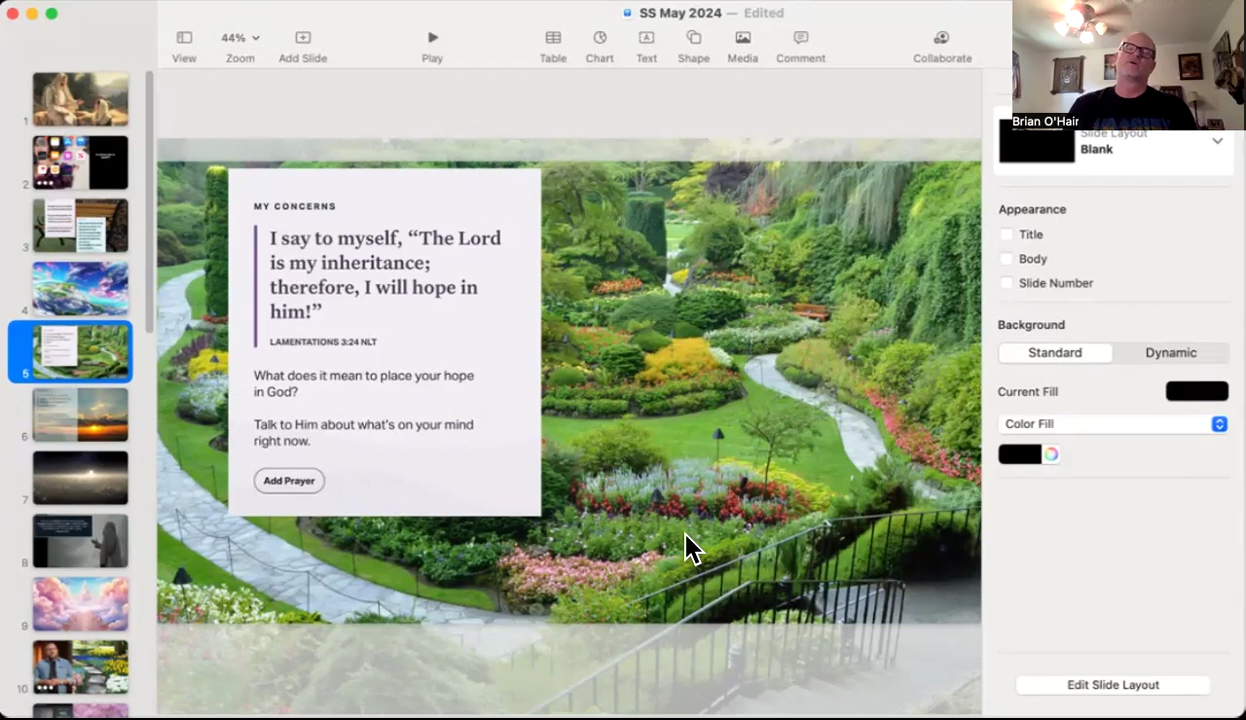 SS May 2024 — Edited
44%
View
Zoom
Add Slide
Play
Table
Chart
Text
Shape
Media
Comment
Collaborate
Brian O'Hair
Slide Layout
Blank
1
2
3
4
5
6
7
8
9
10
MY CONCERNS
I say to myself, “The Lord
is my inheritance;
therefore, I will hope in
him!”
LAMENTATIONS 3:24 NLT
What does it mean to place your hope
in God?
Talk to Him about what's on your mind
right now.
Add Prayer
Appearance
Title
Body
Slide Number
Background
Standard
Dynamic
Current Fill
Color Fill
Edit Slide Layout